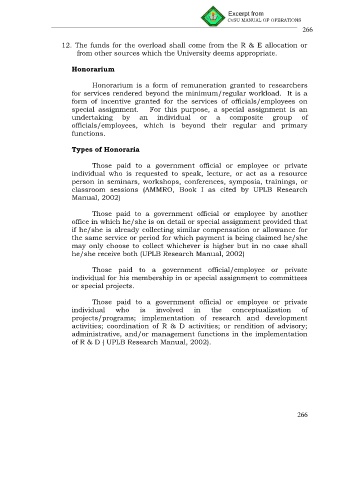 Excerpt from
CvSU MANUAL OF OPERATIONS
266
12. The funds for the overload shall come from the R & E allocation or
from other sources which the University deems appropriate.
Honorarium
Honorarium is a form of remuneration granted to researchers
for services rendered beyond the minimum/regular workload. It is a
form of incentive granted for the services of officials/employees on
special assignment. For this purpose, a special assignment is an
undertaking by an individual or a composite group of
officials/employees, which is beyond their regular and primary
functions.
Types of Honoraria
Those paid to a government official or employee or private
individual who is requested to speak, lecture, or act as a resource
person in seminars, workshops, conferences, symposia, trainings, or
classroom sessions (AMMRO, Book I as cited by UPLB Research
Manual, 2002)
Those paid to a government official or employee by another
office in which he/she is on detail or special assignment provided that
if he/she is already collecting similar compensation or allowance for
the same service or period for which payment is being claimed he/she
may only choose to collect whichever is higher but in no case shall
he/she receive both (UPLB Research Manual, 2002)
Those paid to a government official/employee or private
individual for his membership in or special assignment to committees
or special projects.
Those paid to a government official or employee or private
individual who is involved in the conceptualization of
projects/programs; implementation of research and development
activities; coordination of R & D activities; or rendition of advisory;
administrative, and/or management functions in the implementation
of R & D ( UPLB Research Manual, 2002).
266